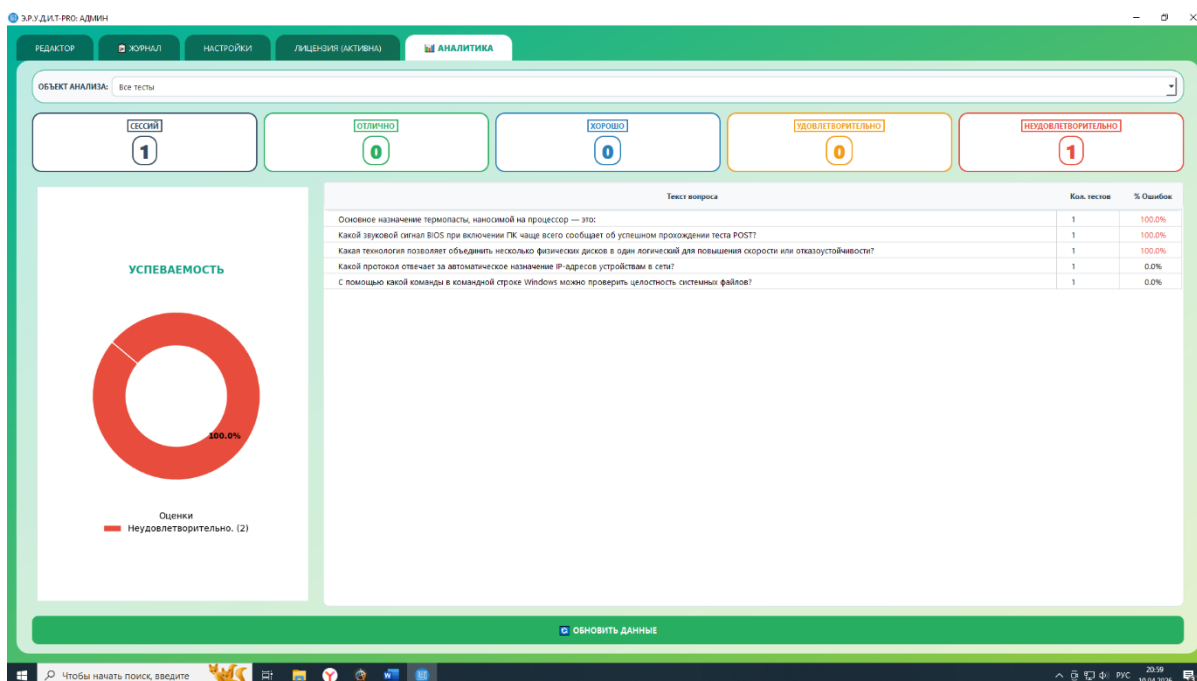 Э.Р.У.Д.И.Т-PRO: АДМИН
РЕДАКТОР
ЖУРНАЛ
НАСТРОЙКИ
ЛИЦЕНЗИЯ (АКТИВНА)
АНАЛИТИКА
ОБЪЕКТ АНАЛИЗА: Все тесты
СЕССИЙ
1
ОТЛИЧНО
0
ХОРОШО
0
УДОВЛЕТВОРИТЕЛЬНО
0
НЕУДОВЛЕТВОРИТЕЛЬНО
1
УСПЕВАЕМОСТЬ
100.0%
Оценки
Неудовлетворительно. (2)
Текст вопроса Кол. тестов % Ошибок
Основное назначение термопасты, наносимой на процессор — это: 1 100.0%
Какой звуковой сигнал BIOS при включении ПК чаще всего сообщает об успешном прохождении теста POST? 1 100.0%
Какая технология позволяет объединить несколько физических дисков в один логический для повышения скорости или отказоустойчивости? 1 100.0%
Какой протокол отвечает за автоматическое назначение IP-адресов устройствам в сети? 1 0.0%
С помощью какой команды в командной строке Windows можно проверить целостность системных файлов? 1 0.0%
ОБНОВИТЬ ДАННЫЕ
Чтобы начать поиск, введите
РУС
20:59
10.04.2026